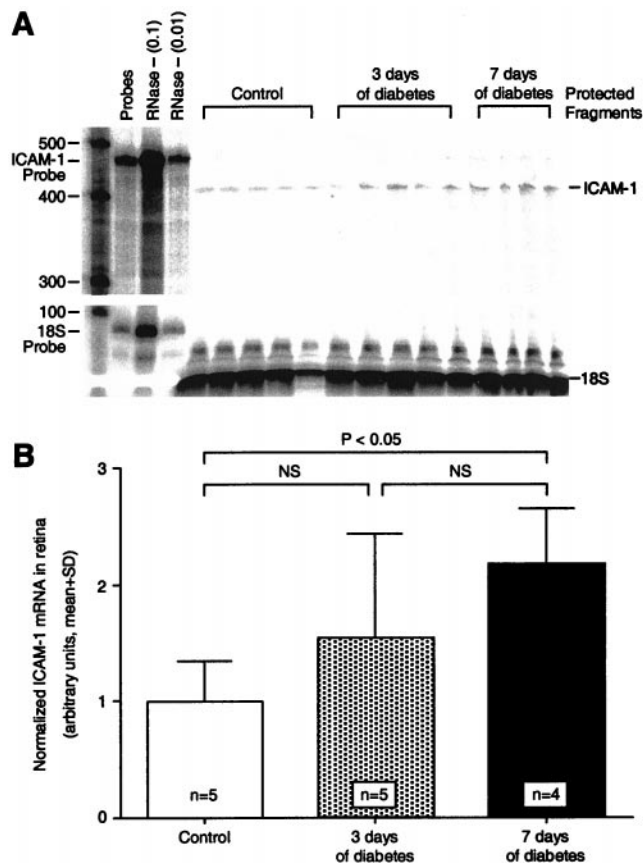 A
Probes
RNase – (0.1)
RNase – (0.01)
Control
3 days
of diabetes
7 days
of diabetes
Protected
Fragments
500
ICAM-1
Probe
400
300
100
18S
Probe
ICAM-1
18S
B
P < 0.05
NS
NS
Normalized ICAM-1 mRNA in retina
(arbitrary units, mean+SD)
3
2
1
0
n=5
n=5
n=4
Control
3 days
of diabetes
7 days
of diabetes